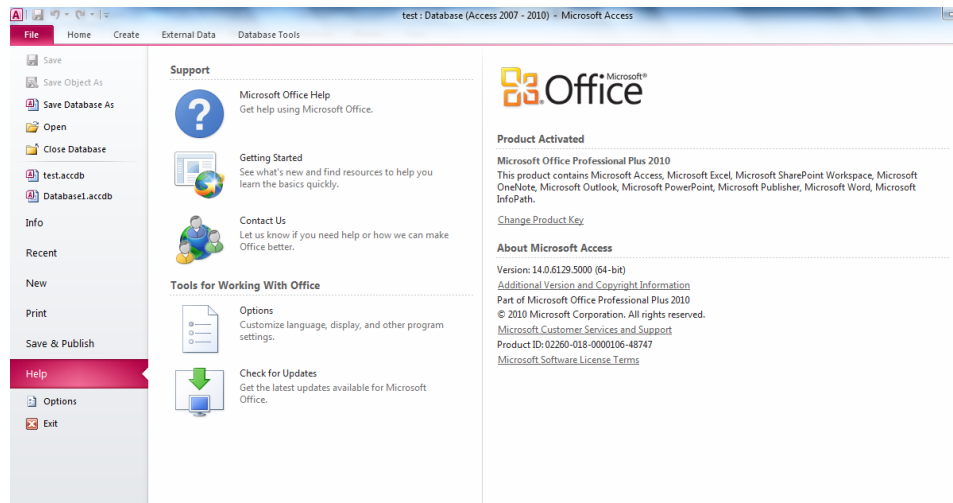 test : Database (Access 2007 - 2010) - Microsoft Access
File Home Create External Data Database Tools
Save
Save Object As
Save Database As
Open
Close Database
test.accdb
Database1.accdb
Info
Recent
New
Print
Save & Publish
Help
Options
Exit
Support
Microsoft Office Help
Get help using Microsoft Office.
Getting Started
See what's new and find resources to help you
learn the basics quickly.
Contact Us
Let us know if you need help or how we can make
Office better.
Tools for Working With Office
Options
Customize language, display, and other program
settings.
Check for Updates
Get the latest updates available for Microsoft
Office.
Microsoft®
Office
Product Activated
Microsoft Office Professional Plus 2010
This product contains Microsoft Access, Microsoft Excel, Microsoft SharePoint Workspace, Microsoft
OneNote, Microsoft Outlook, Microsoft PowerPoint, Microsoft Publisher, Microsoft Word, Microsoft
InfoPath.
Change Product Key
About Microsoft Access
Version: 14.0.6129.5000 (64-bit)
Additional Version and Copyright Information
Part of Microsoft Office Professional Plus 2010
© 2010 Microsoft Corporation. All rights reserved.
Microsoft Customer Services and Support
Product ID: 02260-018-0000106-48747
Microsoft Software License Terms